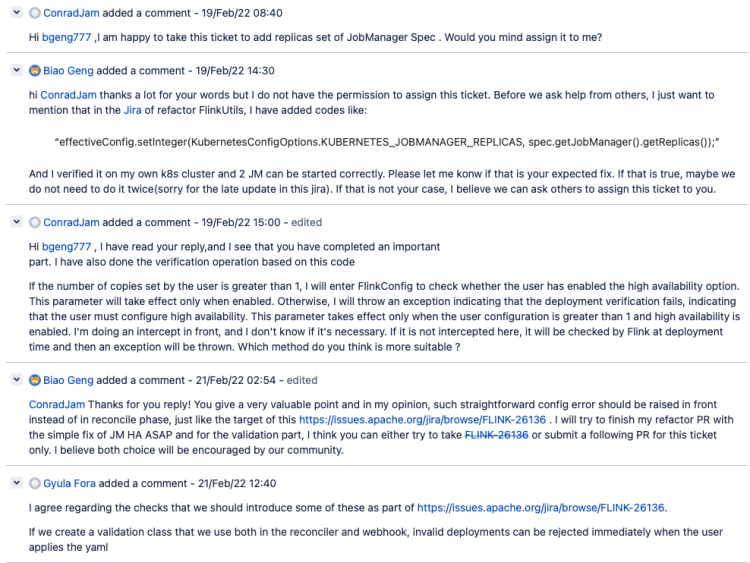 ConradJam added a comment - 19/Feb/22 08:40
Hi bgeng777 ,I am happy to take this ticket to add replicas set of JobManager Spec . Would you mind assign it to me?
Biao Geng added a comment - 19/Feb/22 14:30
hi ConradJam thanks a lot for your words but I do not have the permission to assign this ticket. Before we ask help from others, I just want to
mention that in the Jira of refactor FlinkUtils, I have added codes like:
“effectiveConfig.setInteger(KubernetesConfigOptions.KUBERNETES_JOBMANAGER_REPLICAS, spec.getJobManager().getReplicas());”
And I verified it on my own k8s cluster and 2 JM can be started correctly. Please let me konw if that is your expected fix. If that is true, maybe we
do not need to do it twice(sorry for the late update in this jira). If that is not your case, I believe we can ask others to assign this ticket to you.
ConradJam added a comment - 19/Feb/22 15:00 - edited
Hi bgeng777 , I have read your reply,and I see that you have completed an important
part. I have also done the verification operation based on this code
If the number of copies set by the user is greater than 1, I will enter FlinkConfig to check whether the user has enabled the high availability option.
This parameter will take effect only when enabled. Otherwise, I will throw an exception indicating that the deployment verification fails, indicating
that the user must configure high availability. This parameter takes effect only when the user configuration is greater than 1 and high availability is
enabled. I'm doing an intercept in front, and I don't know if it's necessary. If it is not intercepted here, it will be checked by Flink at deployment
time and then an exception will be thrown. Which method do you think is more suitable ?
Biao Geng added a comment - 21/Feb/22 02:54 - edited
ConradJam Thanks for you reply! You give a very valuable point and in my opinion, such straightforward config error should be raised in front
instead of in reconcile phase, just like the target of this https://issues.apache.org/jira/browse/FLINK-26136 . I will try to finish my refactor PR with
the simple fix of JM HA ASAP and for the validation part, I think you can either try to take FLINK-26136 or submit a following PR for this ticket
only. I believe both choice will be encouraged by our community.
Gyula Fora added a comment - 21/Feb/22 12:40
I agree regarding the checks that we should introduce some of these as part of https://issues.apache.org/jira/browse/FLINK-26136.
If we create a validation class that we use both in the reconciler and webhook, invalid deployments can be rejected immediately when the user
applies the yaml